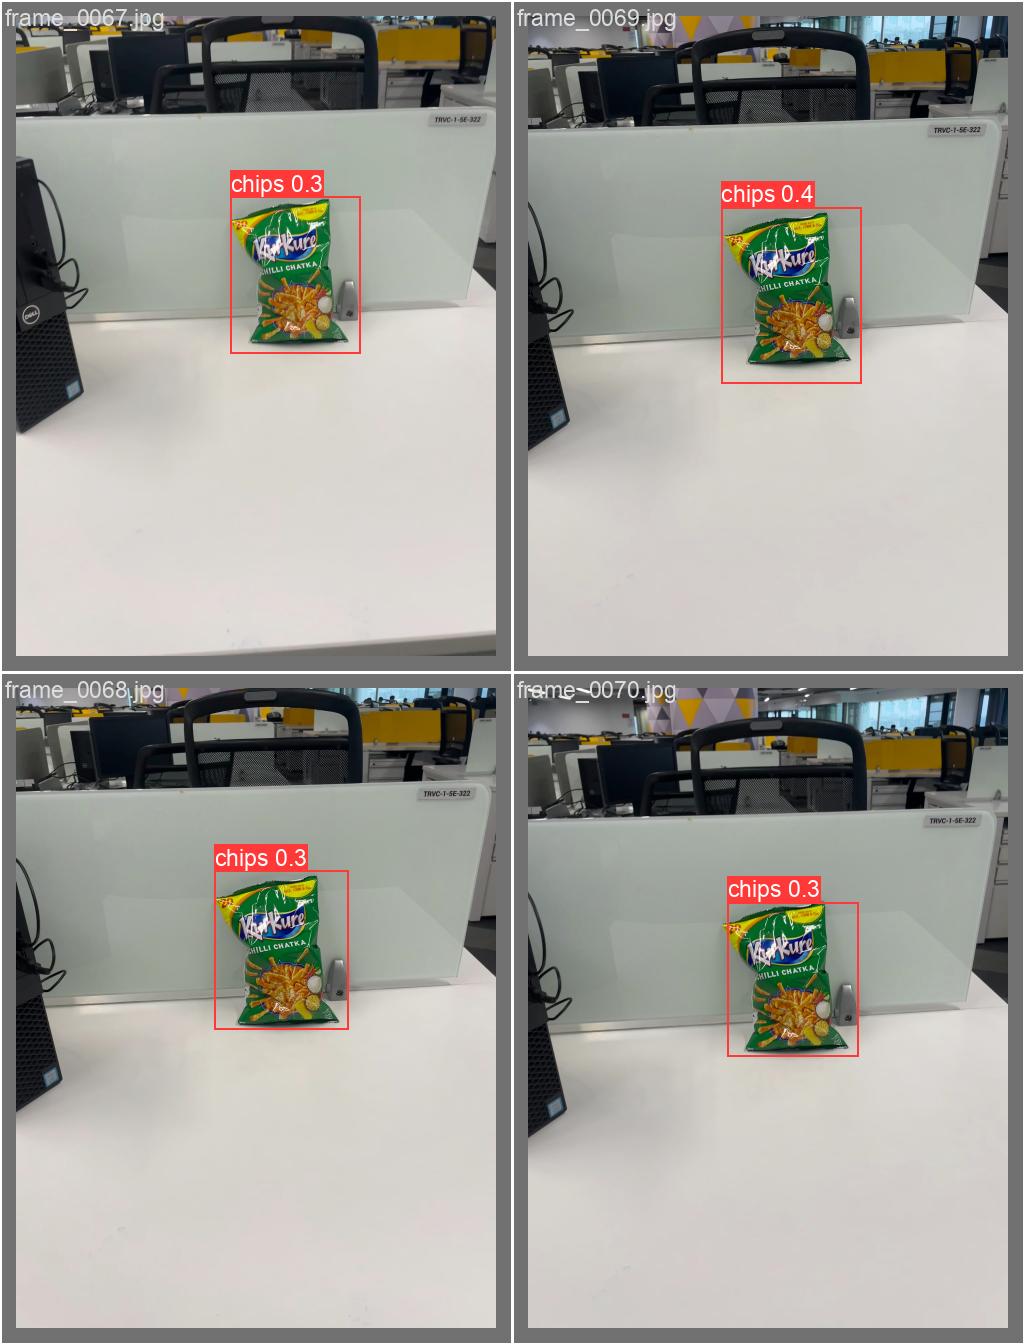 frame_0067.jpg
TRVC-1-5E-322
chips 0.3
KurKure
CHILLI CHATKA
DELL
frame_0069.jpg
TRVC-1-5E-322
chips 0.4
KurKure
CHILLI CHATKA
frame_0068.jpg
TRVC-1-5E-322
chips 0.3
KurKure
CHILLI CHATKA
frame_0070.jpg
TRVC-1-5E-322
chips 0.3
KurKure
CHILLI CHATKA